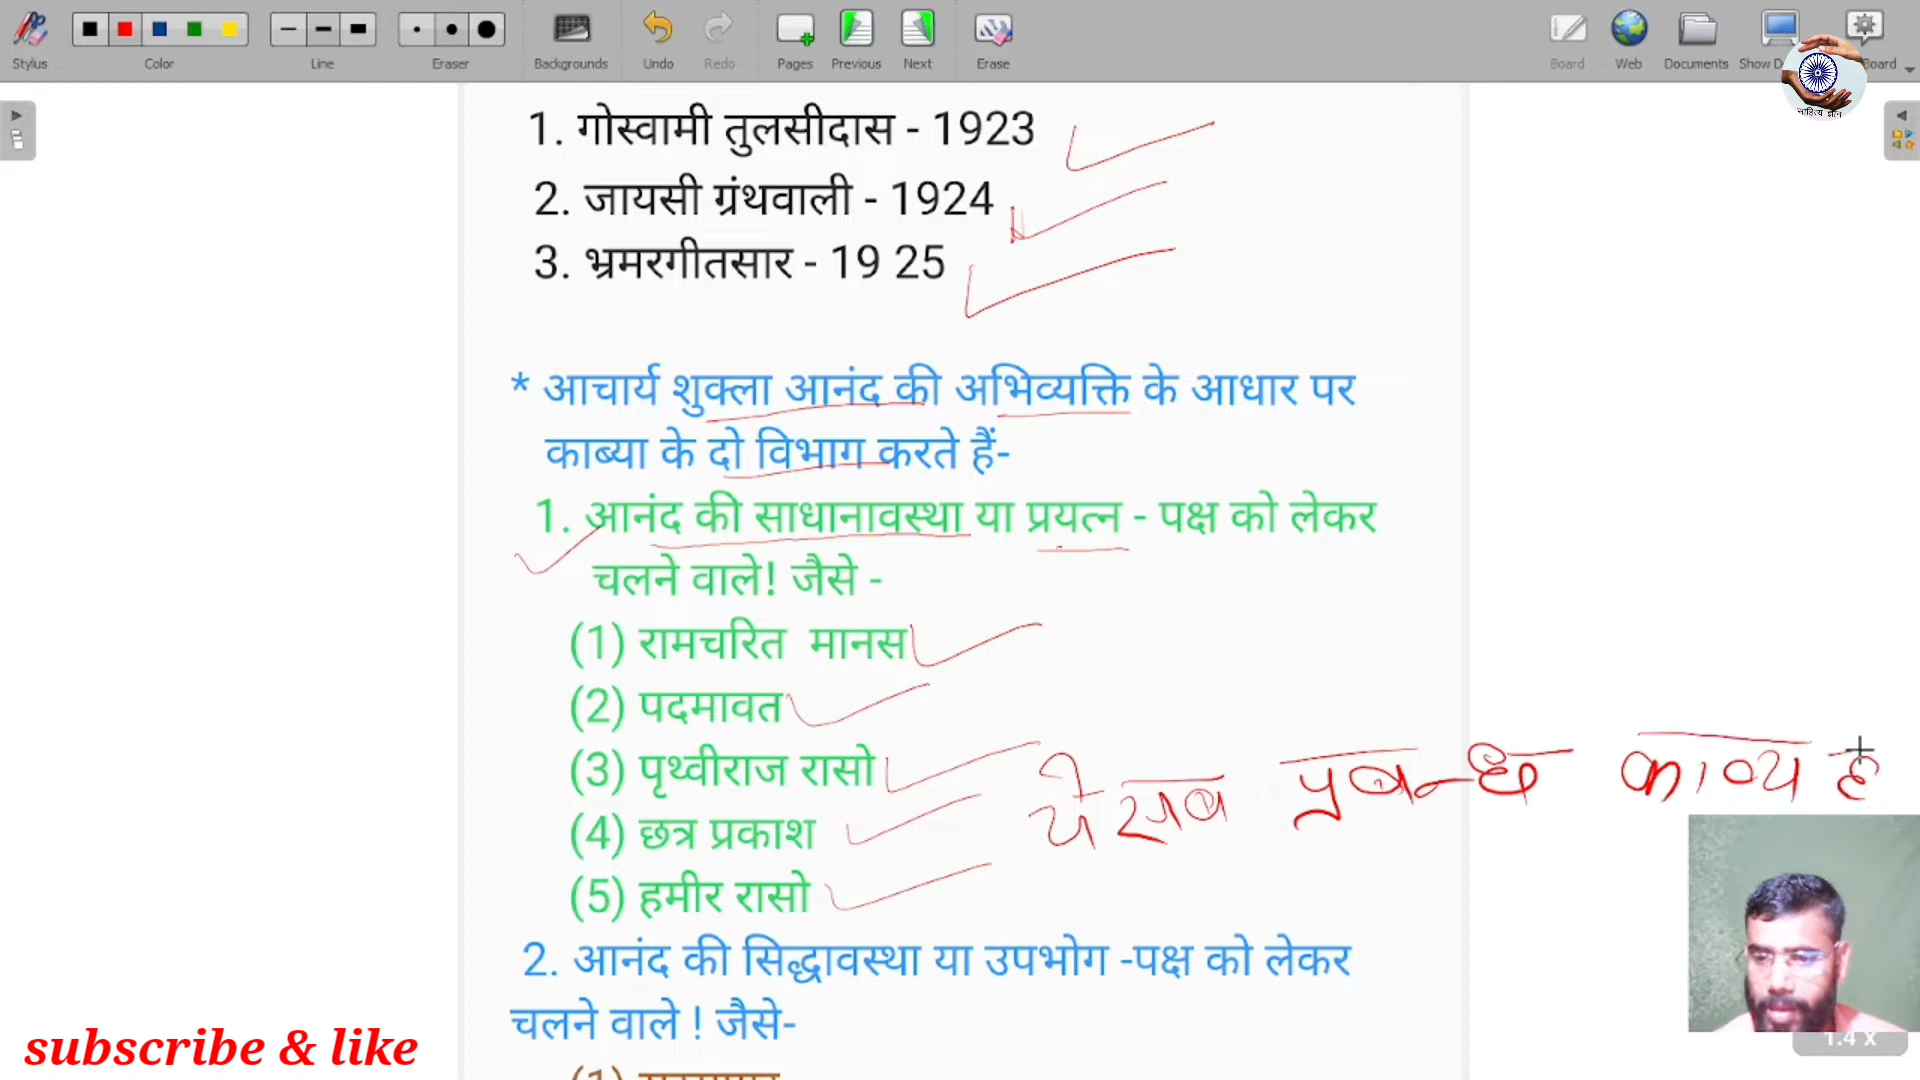 Stylus Color Line Eraser Backgrounds Undo Redo Pages Previous Next Erase Board Web Documents Show Board
साहित्य ज्ञान
1. गोस्वामी तुलसीदास - 1923
2. जायसी ग्रंथवाली - 1924
3. भ्रमरगीतसार - 19 25
* आचार्य शुक्ला आनंद की अभिव्यक्ति के आधार पर
काब्या के दो विभाग करते हैं-
1. आनंद की साधानावस्था या प्रयत्न - पक्ष को लेकर
चलने वाले! जैसे -
(1) रामचरित मानस
(2) पदमावत
(3) पृथ्वीराज रासो
ये सब प्रबन्ध काव्य है
(4) छत्र प्रकाश
(5) हमीर रासो
2. आनंद की सिद्धावस्था या उपभोग -पक्ष को लेकर
चलने वाले ! जैसे-
subscribe & like
1.4 x